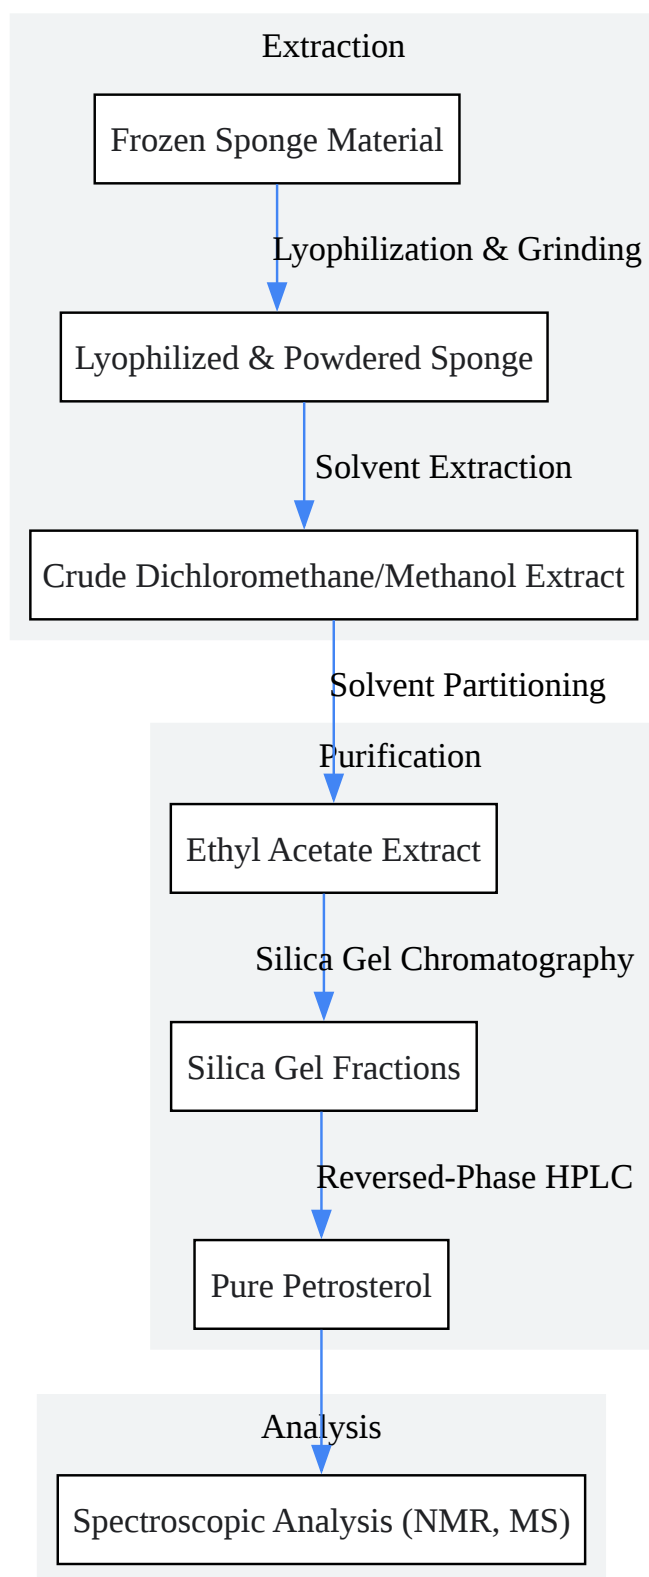 Extraction
Frozen Sponge Material
Lyophilization & Grinding
Lyophilized & Powdered Sponge
Solvent Extraction
Crude Dichloromethane/Methanol Extract
Solvent Partitioning
Purification
Ethyl Acetate Extract
Silica Gel Chromatography
Silica Gel Fractions
Reversed-Phase HPLC
Pure Petrosterol
Analysis
Spectroscopic Analysis (NMR, MS)